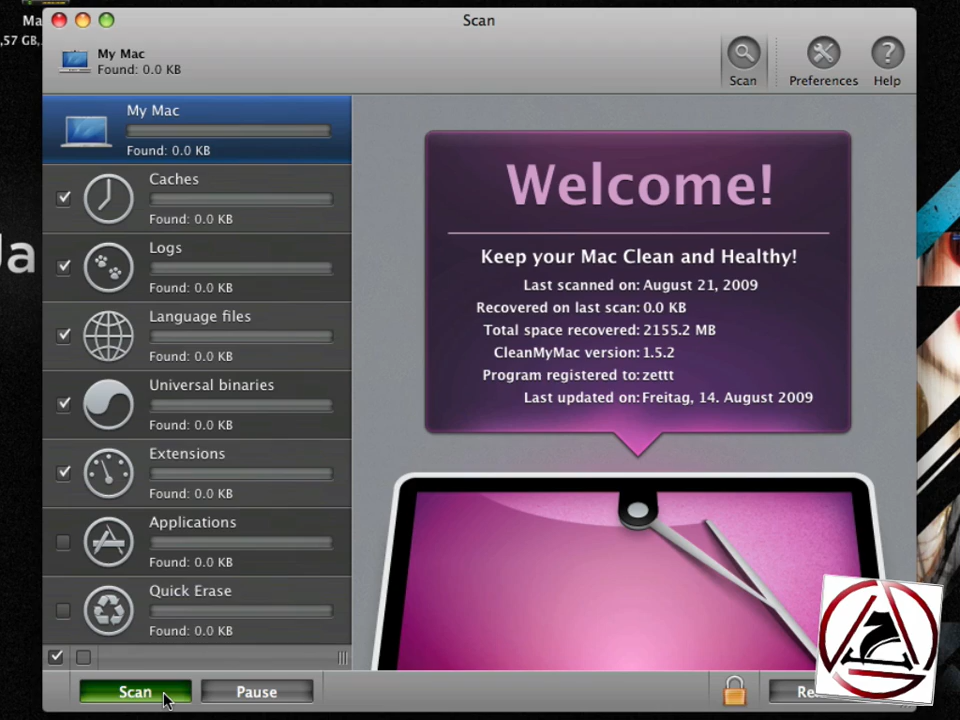 Ma
,57 GB,
Ja
Scan
My Mac
Found: 0.0 KB
Scan
Preferences
Help
My Mac
Found: 0.0 KB
Caches
Found: 0.0 KB
Logs
Found: 0.0 KB
Language files
Found: 0.0 KB
Universal binaries
Found: 0.0 KB
Extensions
Found: 0.0 KB
Applications
Found: 0.0 KB
Quick Erase
Found: 0.0 KB
Welcome!
Keep your Mac Clean and Healthy!
Last scanned on: August 21, 2009
Recovered on last scan: 0.0 KB
Total space recovered: 2155.2 MB
CleanMyMac version: 1.5.2
Program registered to: zettt
Last updated on: Freitag, 14. August 2009
Scan
Pause